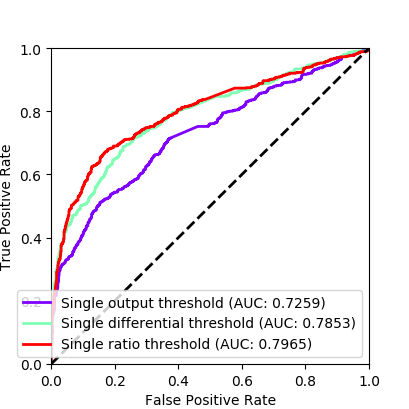 1.0
0.8
0.6
0.4
0.2
0.0
True Positive Rate
Single output threshold (AUC: 0.7259)
Single differential threshold (AUC: 0.7853)
Single ratio threshold (AUC: 0.7965)
0.0 0.2 0.4 0.6 0.8 1.0
False Positive Rate